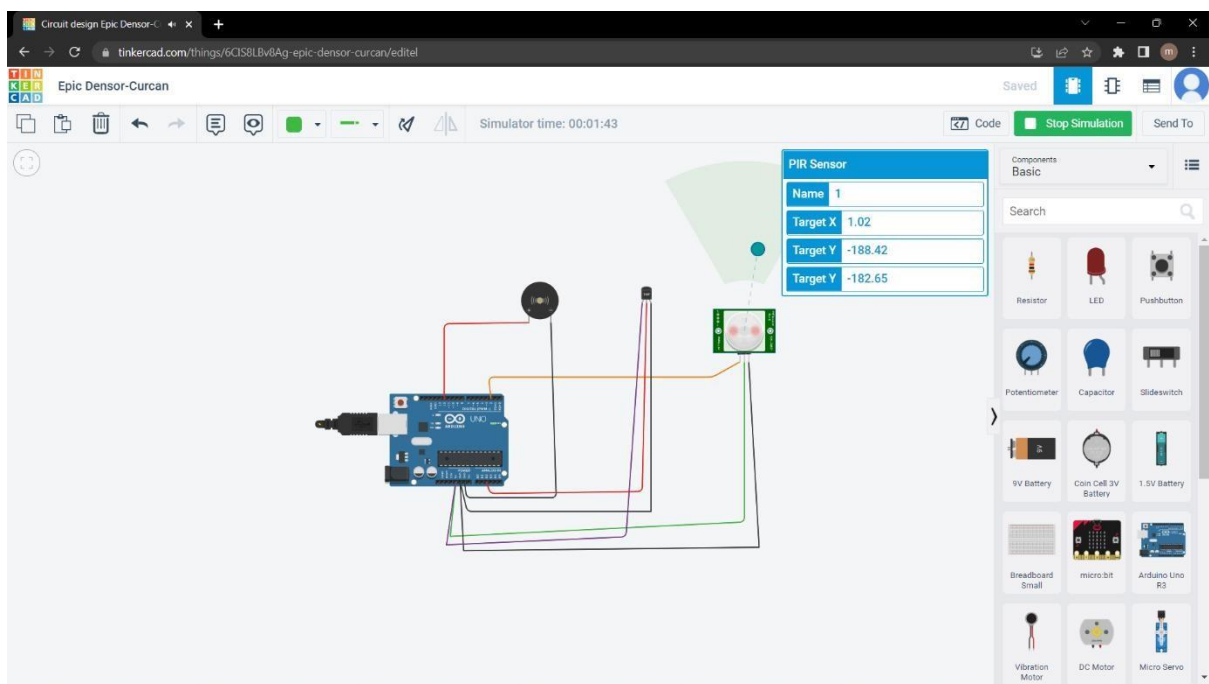 Circuit design Epic Densor-C
tinkercad.com/things/6CIS8LBv8Ag-epic-densor-curcan/editel
m
TIN
KER
CAD
Epic Densor-Curcan
Saved
Simulator time: 00:01:43
Code
Stop Simulation
Send To
PIR Sensor
Name 1
Target X 1.02
Target Y -188.42
Target Y -182.65
Components
Basic
Search
Resistor
LED
Pushbutton
Potentiometer
Capacitor
Slideswitch
9V Battery
Coin Cell 3V
Battery
1.5V Battery
Breadboard
Small
micro:bit
Arduino Uno
R3
Vibration
Motor
DC Motor
Micro Servo
UNO
ARDUINO